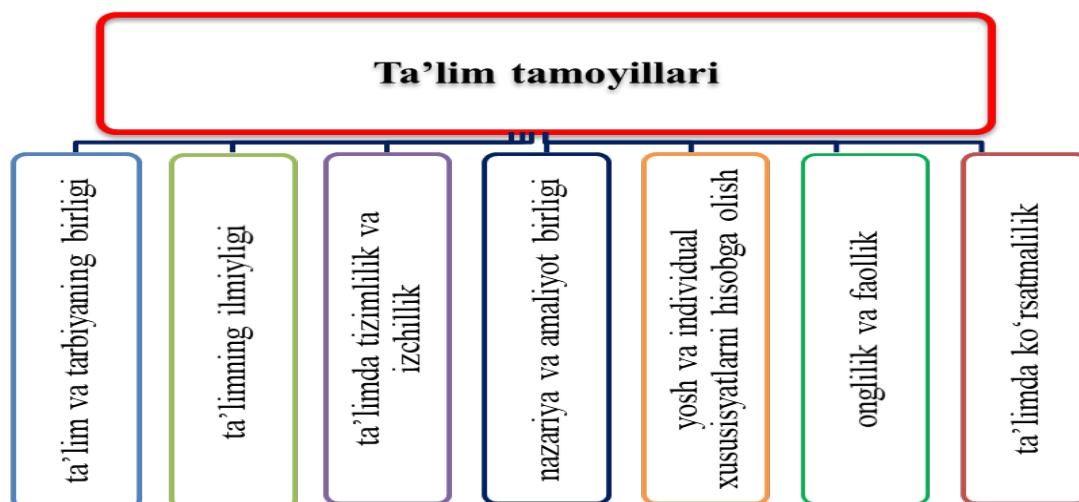 Ta’lim tamoyillari
ta’lim va tarbiyaning birligi
ta’limning ilmiyligi
ta’limda tizimlilik va
izchillik
nazariya va amaliyot birligi
yosh va individual
xususisyatlarni hisobga olish
onglilik va faollik
ta’limda ko‘rsatmalilik